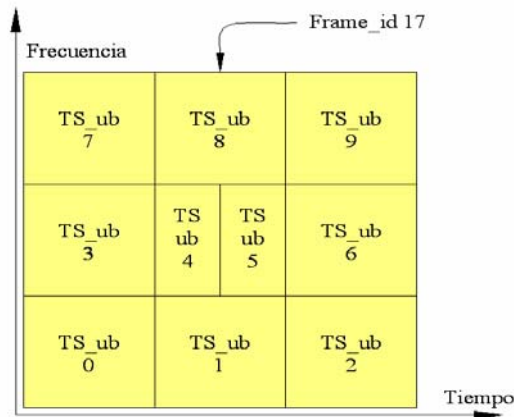 Frame_id 17
Frecuencia
TS_ub
7
TS_ub
8
TS_ub
9
TS_ub
3
TS
ub
4
TS
ub
5
TS_ub
6
TS_ub
0
TS_ub
1
TS_ub
2
Tiempo